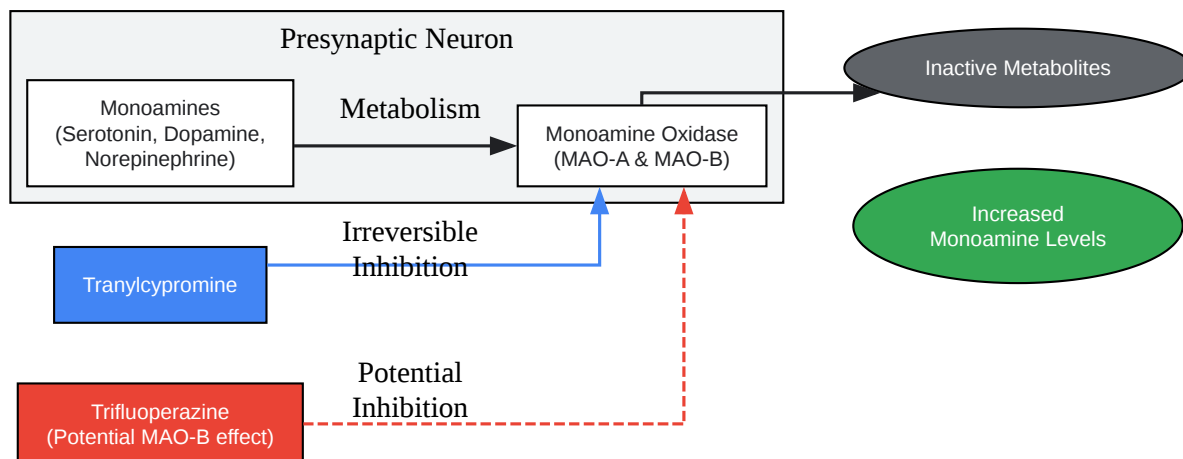 Presynaptic Neuron
Monoamines
(Serotonin, Dopamine,
Norepinephrine)
Metabolism
Monoamine Oxidase
(MAO-A & MAO-B)
Inactive Metabolites
Increased
Monoamine Levels
Irreversible
Inhibition
Tranylcypromine
Potential
Inhibition
Trifluoperazine
(Potential MAO-B effect)